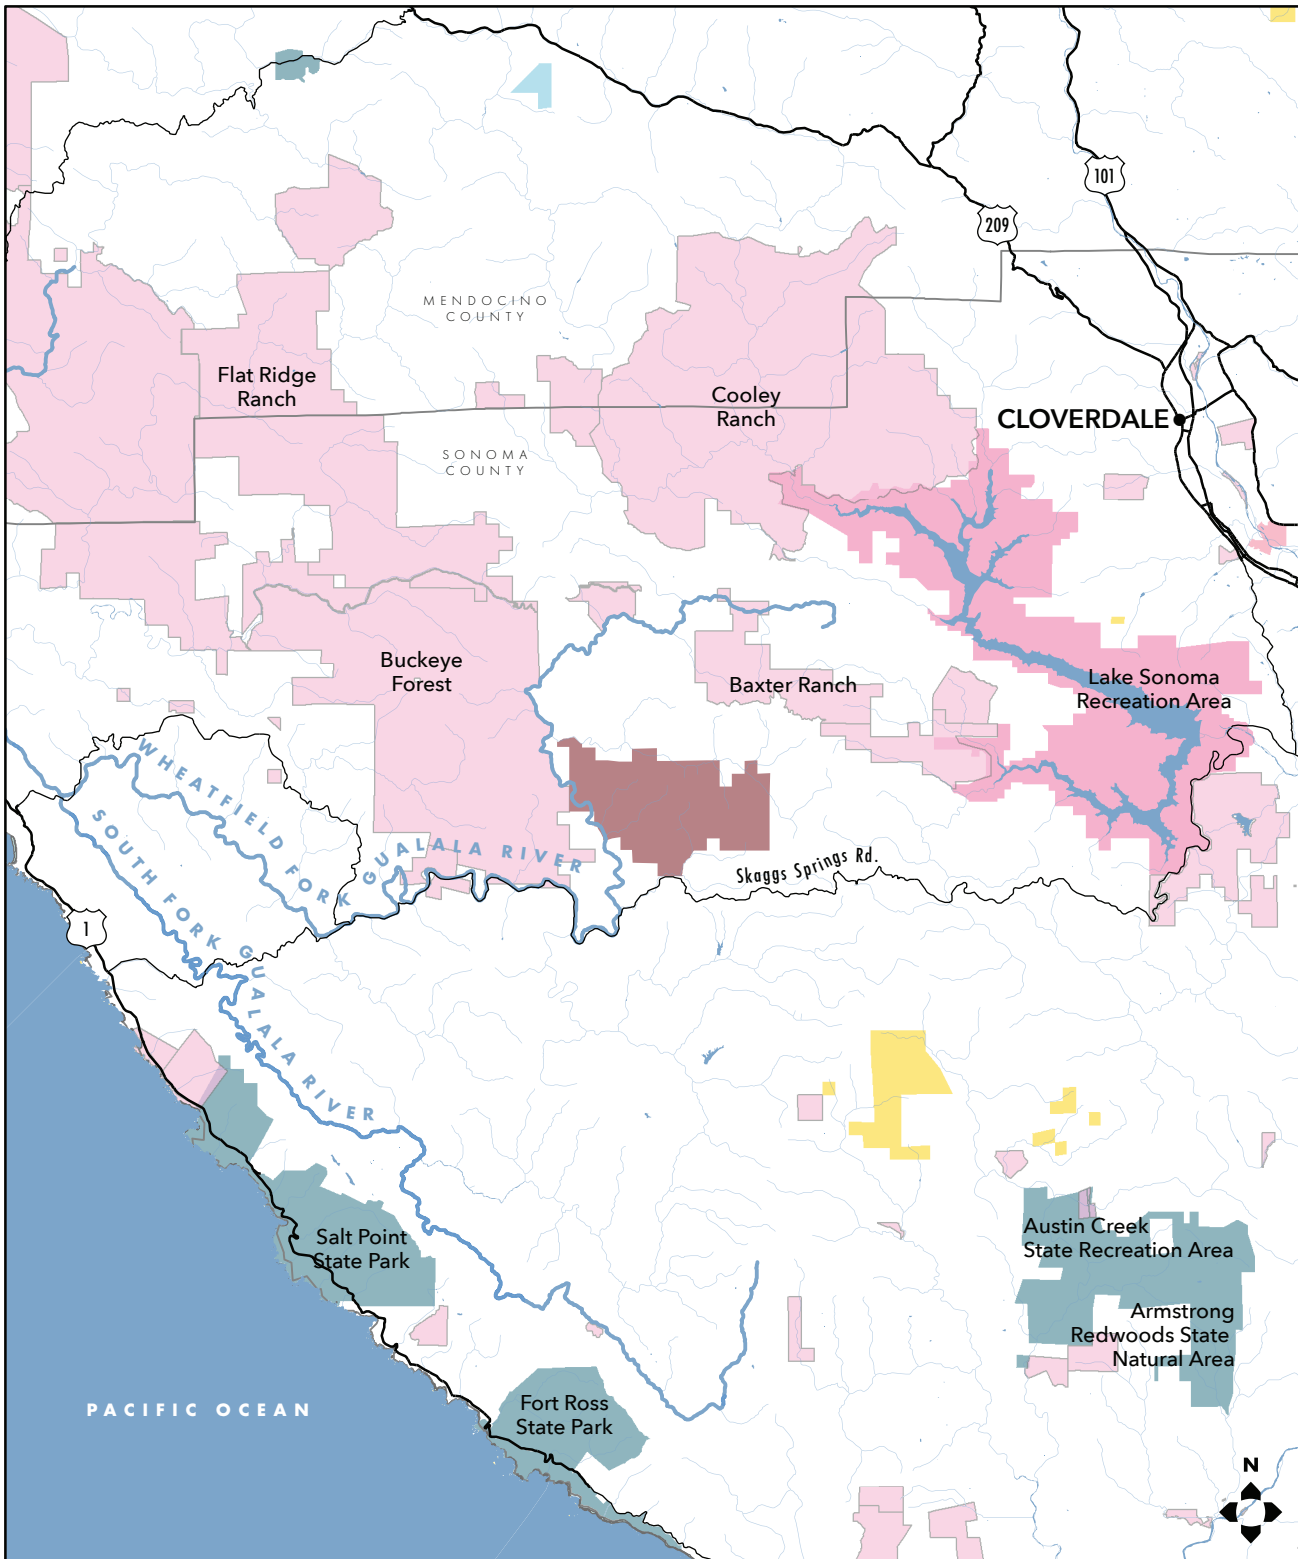 101
209
MENDOCINO
COUNTY
Flat Ridge
Ranch
Cooley
Ranch
CLOVERDALE
SONOMA
COUNTY
Buckeye
Forest
Baxter Ranch
Lake Sonoma
Recreation Area
WHEATFIELD FORK GUALALA RIVER
SOUTH FORK GUALALA RIVER
Skaggs Springs Rd.
1
Salt Point
State Park
Austin Creek
State Recreation Area
Armstrong
Redwoods State
Natural Area
Fort Ross
State Park
PACIFIC OCEAN
N